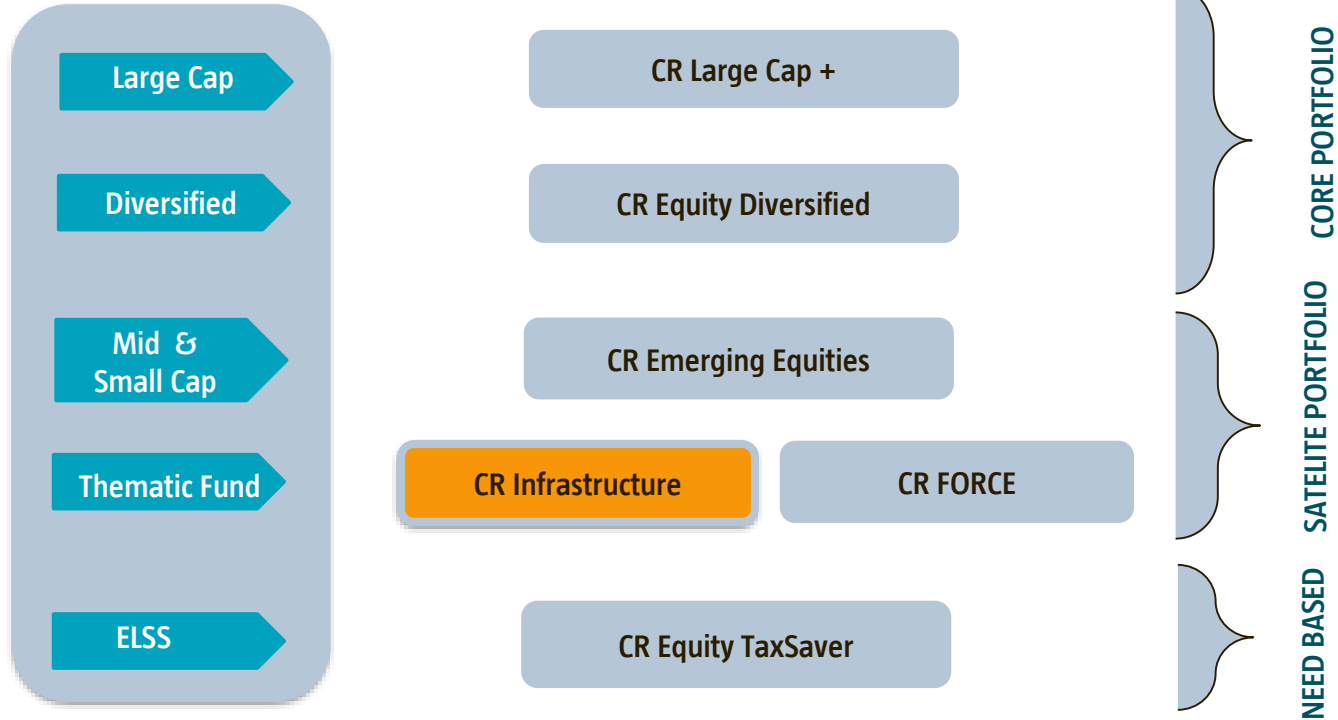 Large Cap
CR Large Cap +
Diversified
CR Equity Diversified
CORE PORTFOLIO
Mid &
Small Cap
CR Emerging Equities
Thematic Fund
CR Infrastructure
CR FORCE
SATELITE PORTFOLIO
ELSS
CR Equity TaxSaver
NEED BASED